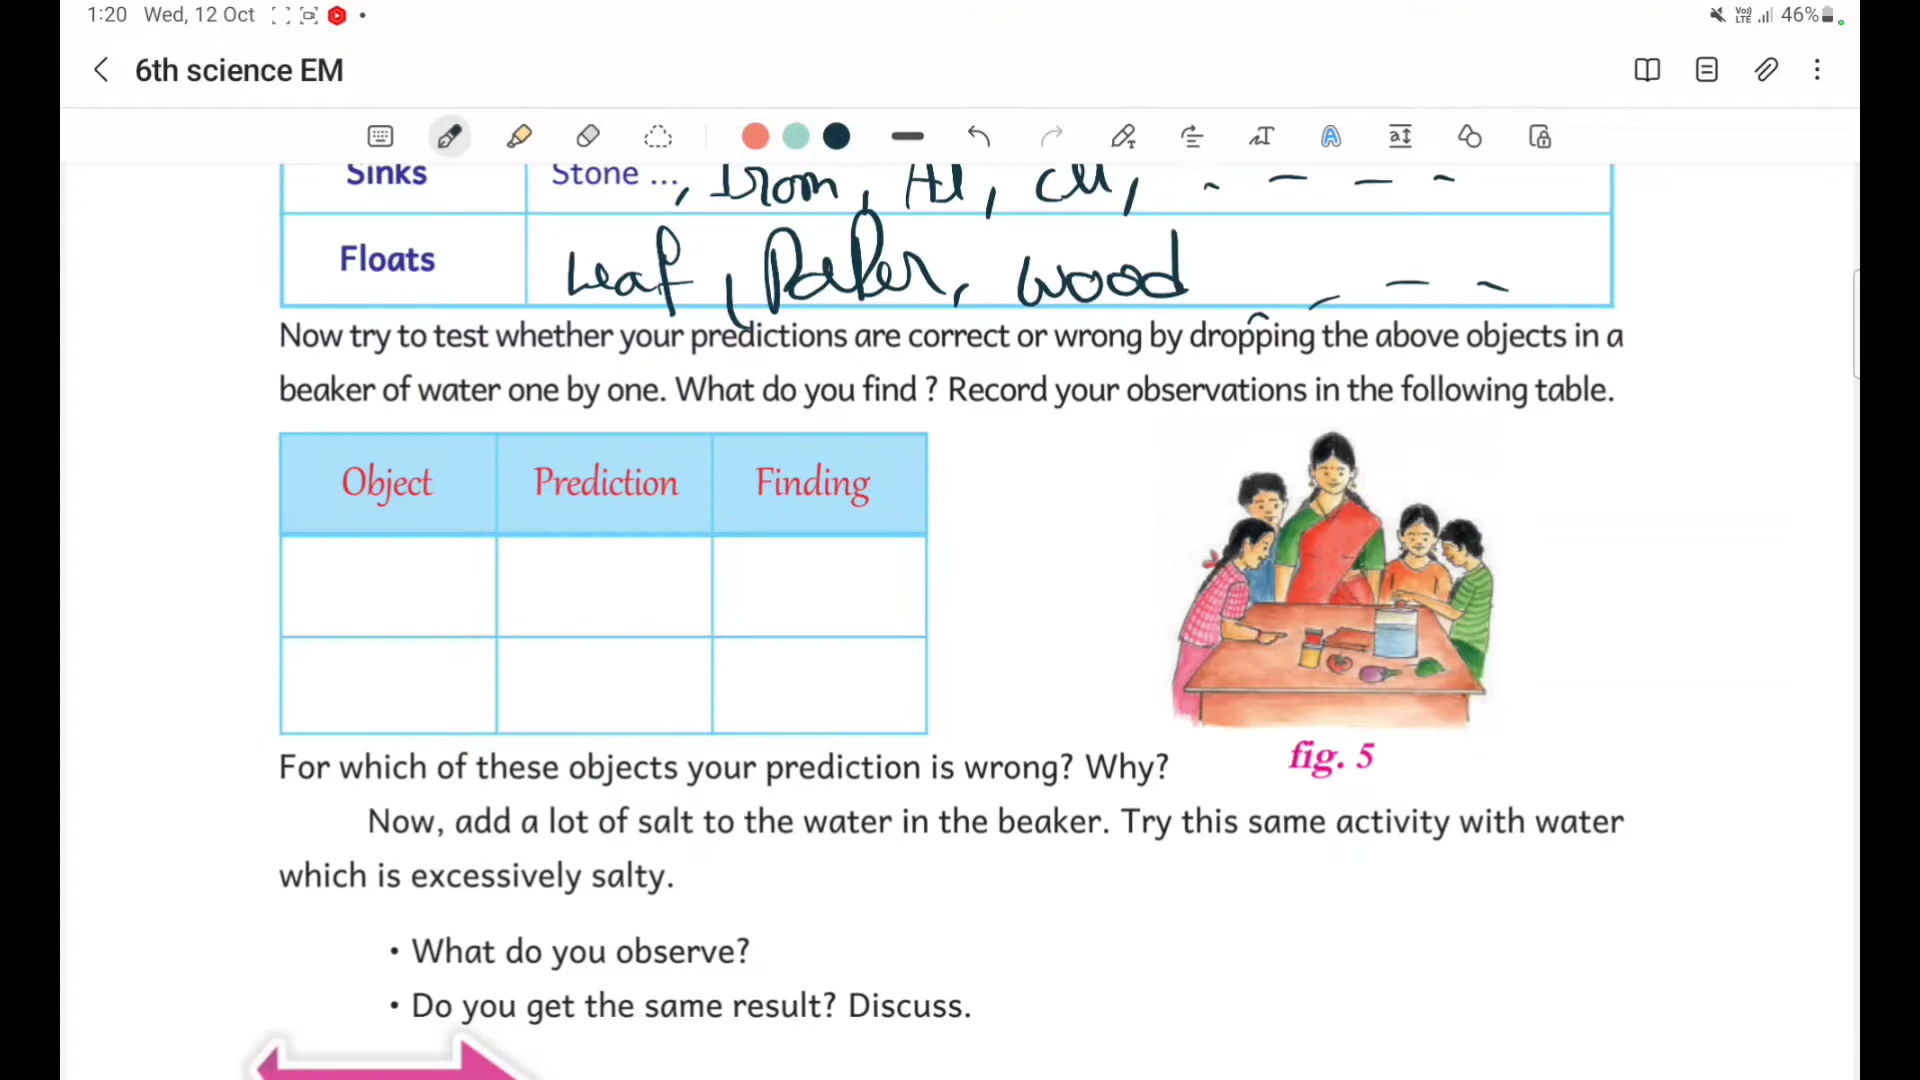 1:20 Wed, 12 Oct
Vo)) LTE 46%
6th science EM
Sinks Stone ..., Iron, Al, Cu, - - - -
Floats Leaf, Paper, wood - - - -
Now try to test whether your predictions are correct or wrong by dropping the above objects in a
beaker of water one by one. What do you find ? Record your observations in the following table.
Object Prediction Finding
fig. 5
For which of these objects your prediction is wrong? Why?
Now, add a lot of salt to the water in the beaker. Try this same activity with water
which is excessively salty.
• What do you observe?
• Do you get the same result? Discuss.